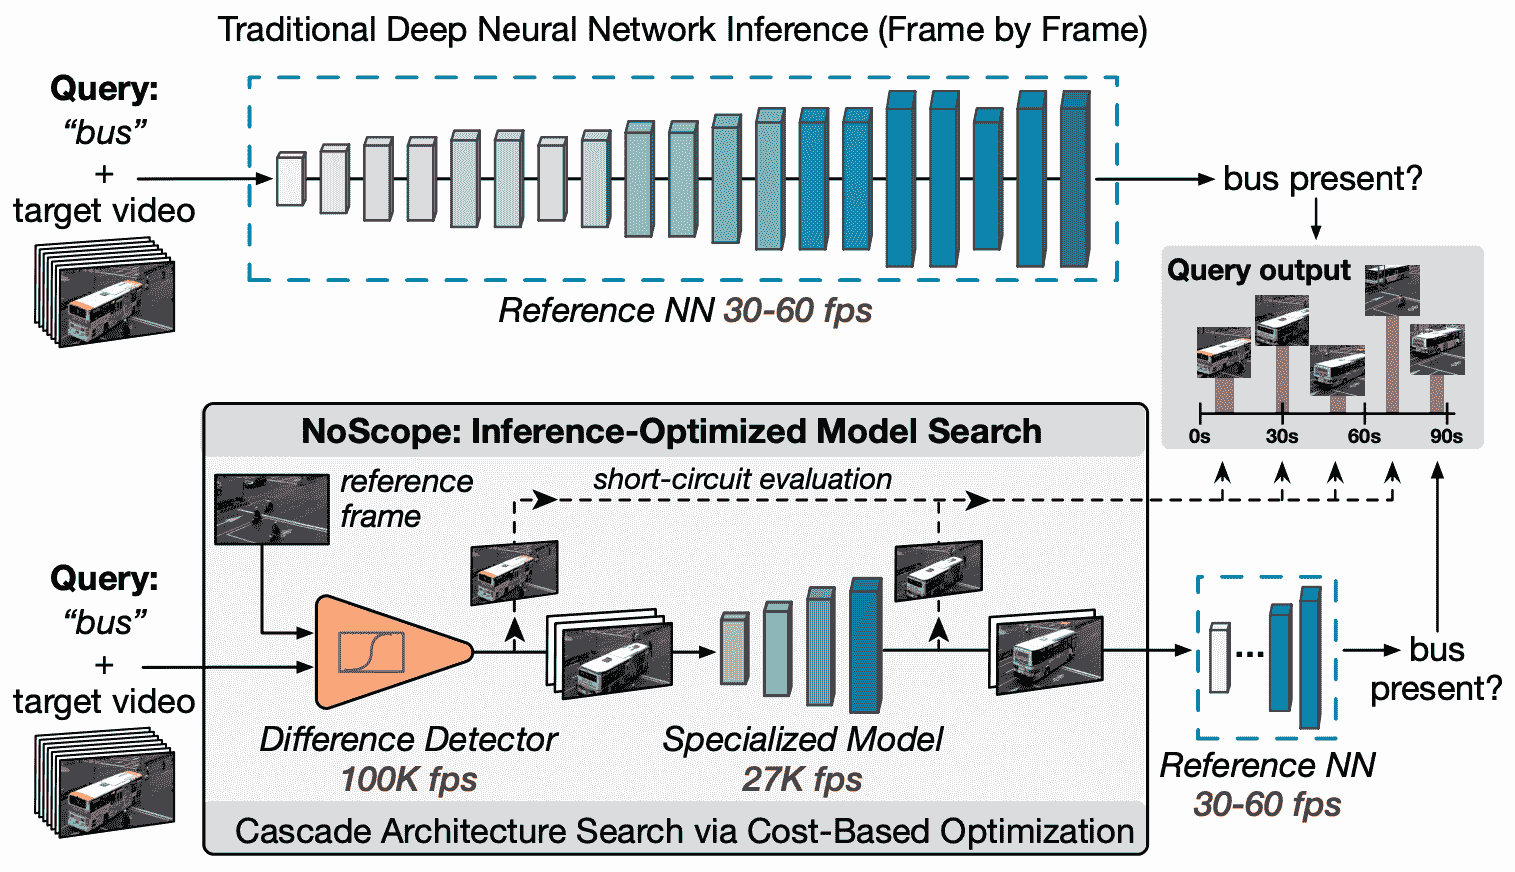 Traditional Deep Neural Network Inference (Frame by Frame)
Query:
“bus”
+
target video
bus present?
Reference NN 30-60 fps
Query output
0s 30s 60s 90s
NoScope: Inference-Optimized Model Search
reference
frame
short-circuit evaluation
Query:
“bus”
+
target video
...
bus
present?
Difference Detector
100K fps
Specialized Model
27K fps
Reference NN
30-60 fps
Cascade Architecture Search via Cost-Based Optimization